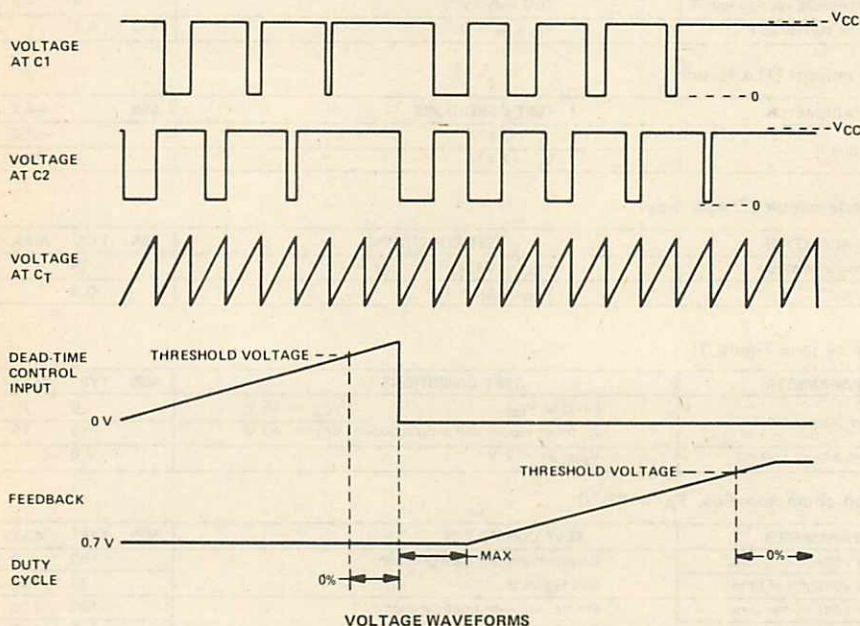 VOLTAGE
AT C1
VCC
0
VOLTAGE
AT C2
VCC
0
VOLTAGE
AT CT
DEAD-TIME
CONTROL
INPUT
THRESHOLD VOLTAGE
0 V
THRESHOLD VOLTAGE
FEEDBACK
0.7 V
DUTY
CYCLE
0%
MAX
0%
VOLTAGE WAVEFORMS